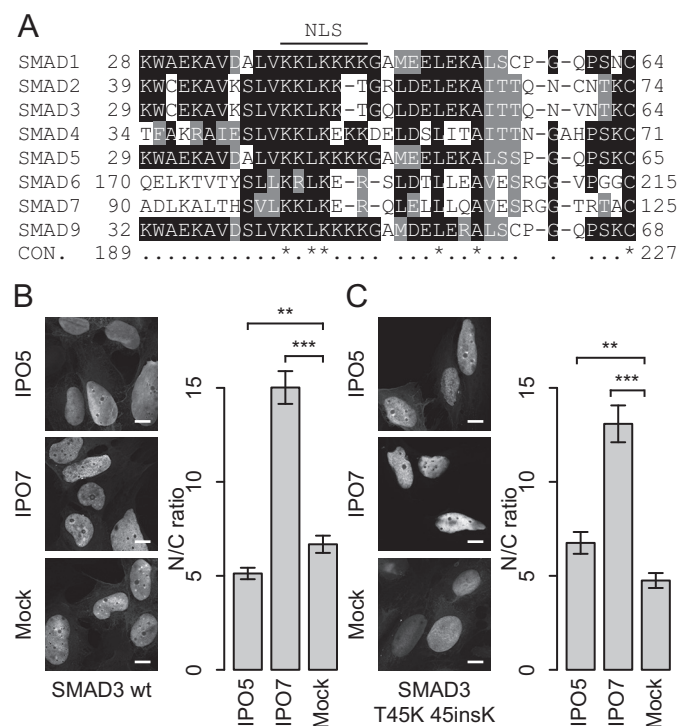 A
NLS
SMAD1 28 KWAEKAVDALVKKLKKKKGAMEELEKALSCP-G-QPSNC 64
SMAD2 39 KWCEKAVKSLVKKLKK-TGRLDELEKAITTQ-N-CNTKC 74
SMAD3 29 KWCEKAVKSLVKKLKK-TGQLDELEKAITTQ-N-VNTKC 64
SMAD4 34 TFAKRAIESLVKKLKEKKDELDSLITAITTN-GAHPSKC 71
SMAD5 29 KWAEKAVDALVKKLKKKKGAMEELEKALSSP-G-QPSKC 65
SMAD6 170 QELKTVTYSLLKRLKE-R-SLDTLLEAVESRGG-VPGGC 215
SMAD7 90 ADLKALTHSVLKKLKE-R-QLELLLQAVESRGG-TRTAC 125
SMAD9 32 KWAEKAVDSLVKKLKKKKGAMDELERALSCP-G-QPSKC 68
CON. 189 ...........*.**.... ....*..*... . ....* 227
B
IPO5
IPO7
Mock
SMAD3 wt
N/C ratio
0
5
10
15
**
***
IPO5
IPO7
Mock
C
IPO5
IPO7
Mock
SMAD3
T45K 45insK
N/C ratio
0
5
10
15
**
***
IPO5
IPO7
Mock